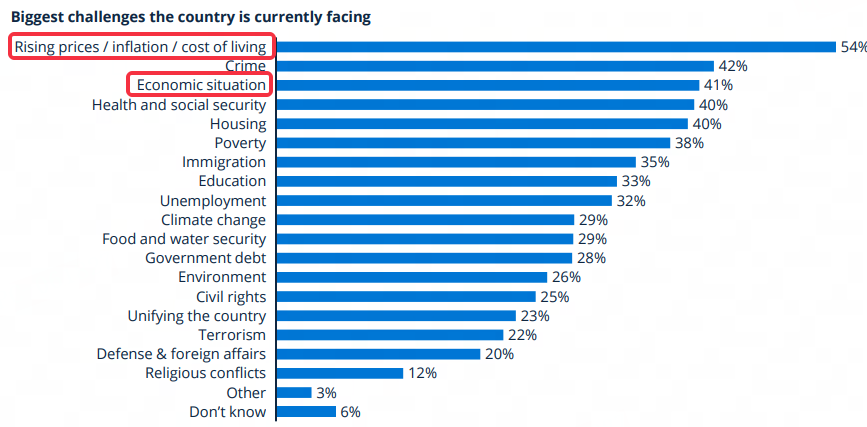 Biggest challenges the country is currently facing
Rising prices / inflation / cost of living 54%
Crime 42%
Economic situation 41%
Health and social security 40%
Housing 40%
Poverty 38%
Immigration 35%
Education 33%
Unemployment 32%
Climate change 29%
Food and water security 29%
Government debt 28%
Environment 26%
Civil rights 25%
Unifying the country 23%
Terrorism 22%
Defense & foreign affairs 20%
Religious conflicts 12%
Other 3%
Don’t know 6%